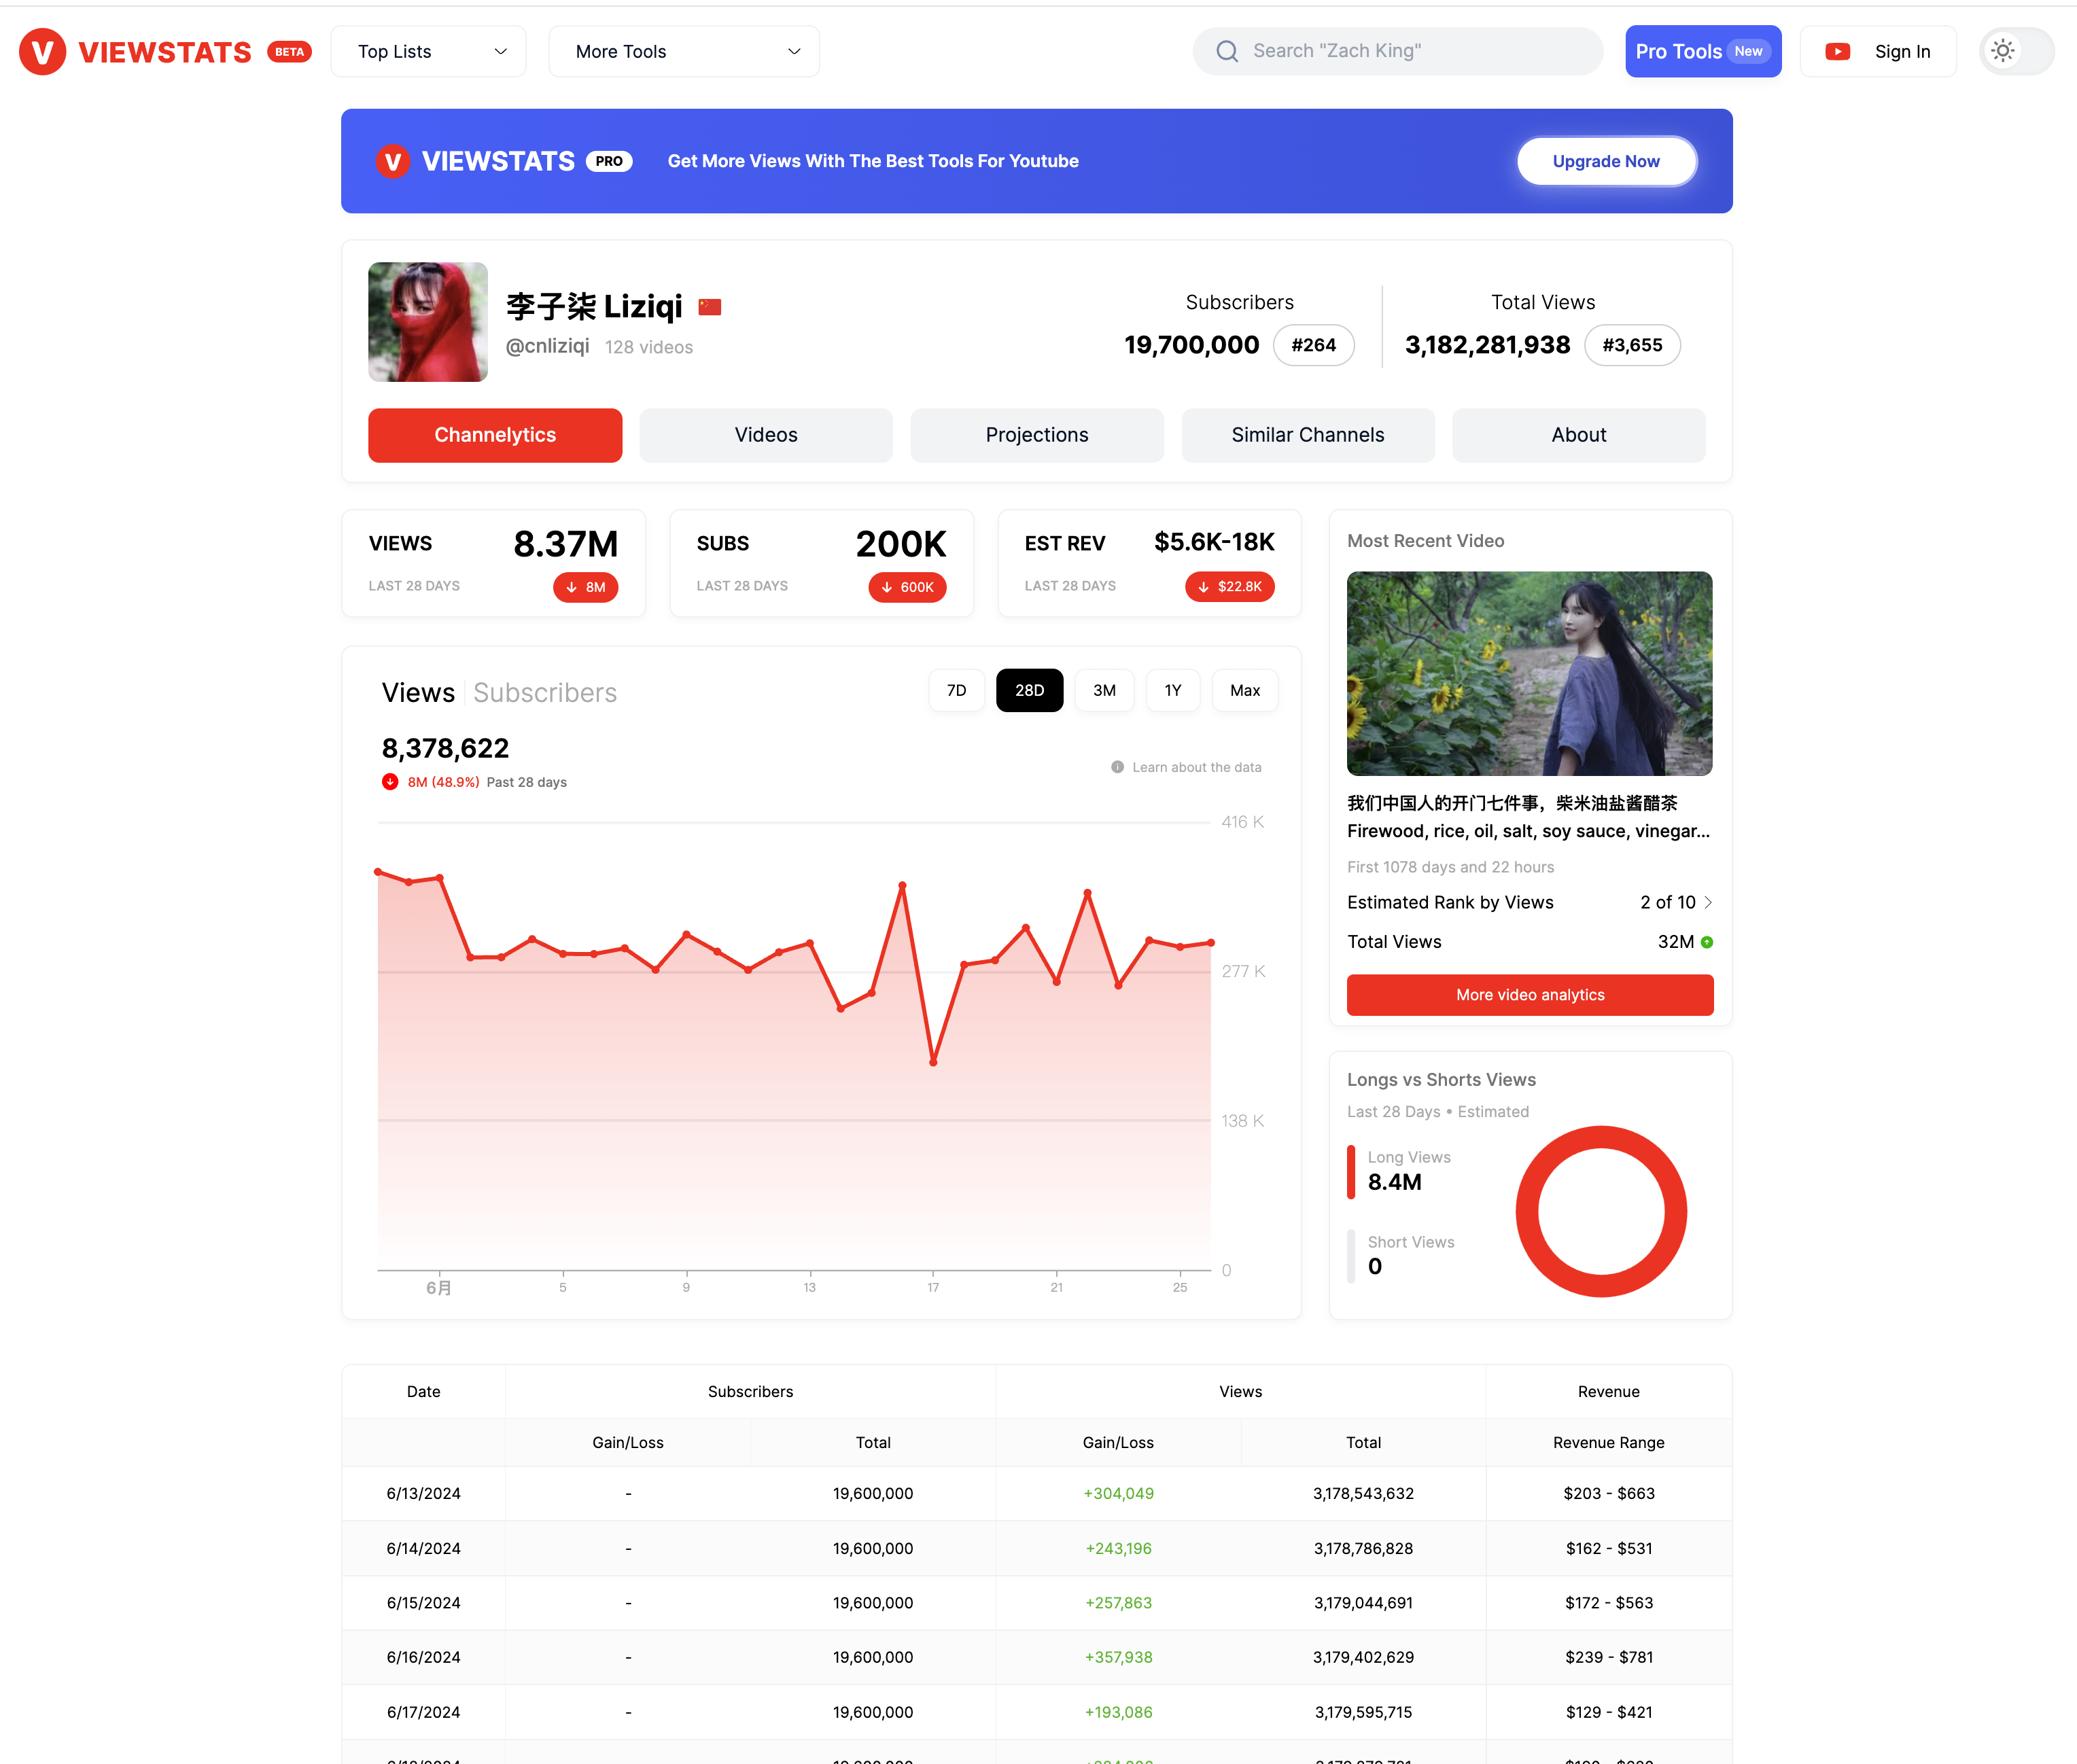 V VIEWSTATS BETA Top Lists More Tools Search "Zach King" Pro Tools New Sign In
V VIEWSTATS PRO Get More Views With The Best Tools For Youtube Upgrade Now
李子柒 Liziqi
@cnliziqi 128 videos
Subscribers
19,700,000 #264
Total Views
3,182,281,938 #3,655
Channelytics Videos Projections Similar Channels About
VIEWS 8.37M
LAST 28 DAYS 8M
SUBS 200K
LAST 28 DAYS 600K
EST REV $5.6K-18K
LAST 28 DAYS $22.8K
Views Subscribers 7D 28D 3M 1Y Max
8,378,622
8M (48.9%) Past 28 days
Learn about the data
416 K
277 K
138 K
0
6月 5 9 13 17 21 25
Most Recent Video
我们中国人的开门七件事，柴米油盐酱醋茶
Firewood, rice, oil, salt, soy sauce, vinegar...
First 1078 days and 22 hours
Estimated Rank by Views 2 of 10
Total Views 32M
More video analytics
Longs vs Shorts Views
Last 28 Days • Estimated
Long Views
8.4M
Short Views
0
Date Subscribers Views Revenue
Gain/Loss Total Gain/Loss Total Revenue Range
6/13/2024 - 19,600,000 +304,049 3,178,543,632 $203 - $663
6/14/2024 - 19,600,000 +243,196 3,178,786,828 $162 - $531
6/15/2024 - 19,600,000 +257,863 3,179,044,691 $172 - $563
6/16/2024 - 19,600,000 +357,938 3,179,402,629 $239 - $781
6/17/2024 - 19,600,000 +193,086 3,179,595,715 $129 - $421